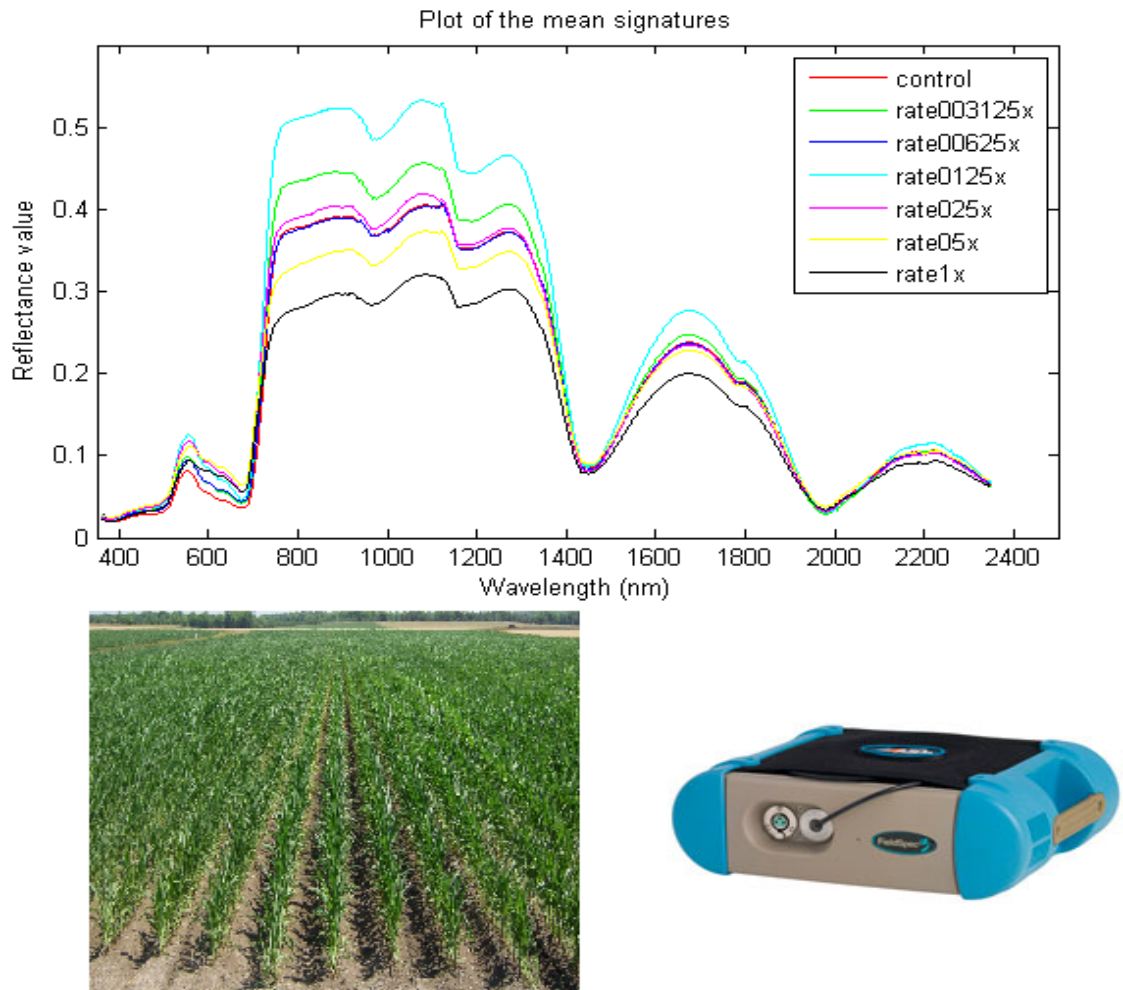 Plot of the mean signatures
control
rate003125x
rate00625x
rate0125x
rate025x
rate05x
rate1x
Reflectance value
0.5
0.4
0.3
0.2
0.1
0
400 600 800 1000 1200 1400 1600 1800 2000 2200 2400
Wavelength (nm)
FieldSpec